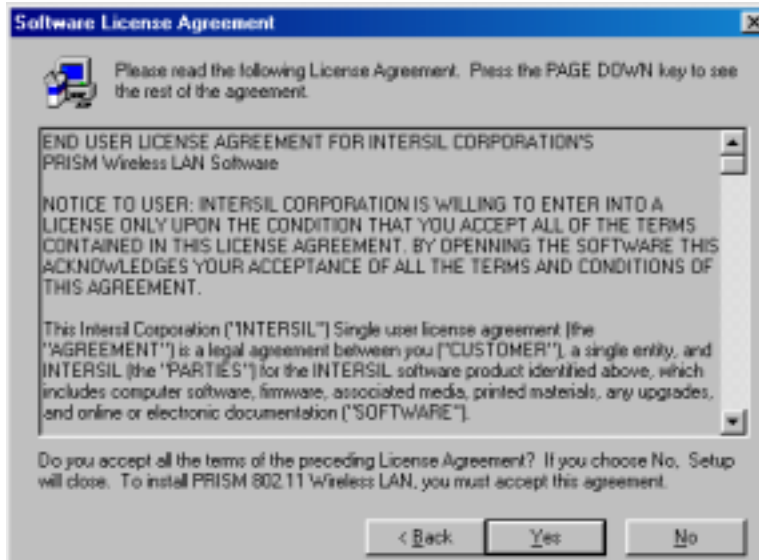 Software License Agreement
Please read the following License Agreement. Press the PAGE DOWN key to see
the rest of the agreement.
END USER LICENSE AGREEMENT FOR INTERSIL CORPORATION'S
PRISM Wireless LAN Software
NOTICE TO USER: INTERSIL CORPORATION IS WILLING TO ENTER INTO A
LICENSE ONLY UPON THE CONDITION THAT YOU ACCEPT ALL OF THE TERMS
CONTAINED IN THIS LICENSE AGREEMENT. BY OPENNING THE SOFTWARE THIS
ACKNOWLEDGES YOUR ACCEPTANCE OF ALL THE TERMS AND CONDITIONS OF
THIS AGREEMENT.
This Intersil Corporation ("INTERSIL") Single user license agreement (the
"AGREEMENT") is a legal agreement between you ("CUSTOMER"), a single entity, and
INTERSIL (the "PARTIES") for the INTERSIL software product identified above, which
includes computer software, firmware, associated media, printed materials, any upgrades,
and online or electronic documentation ("SOFTWARE").
Do you accept all the terms of the preceding License Agreement? If you choose No, Setup
will close. To install PRISM 802.11 Wireless LAN, you must accept this agreement.
< Back Yes No